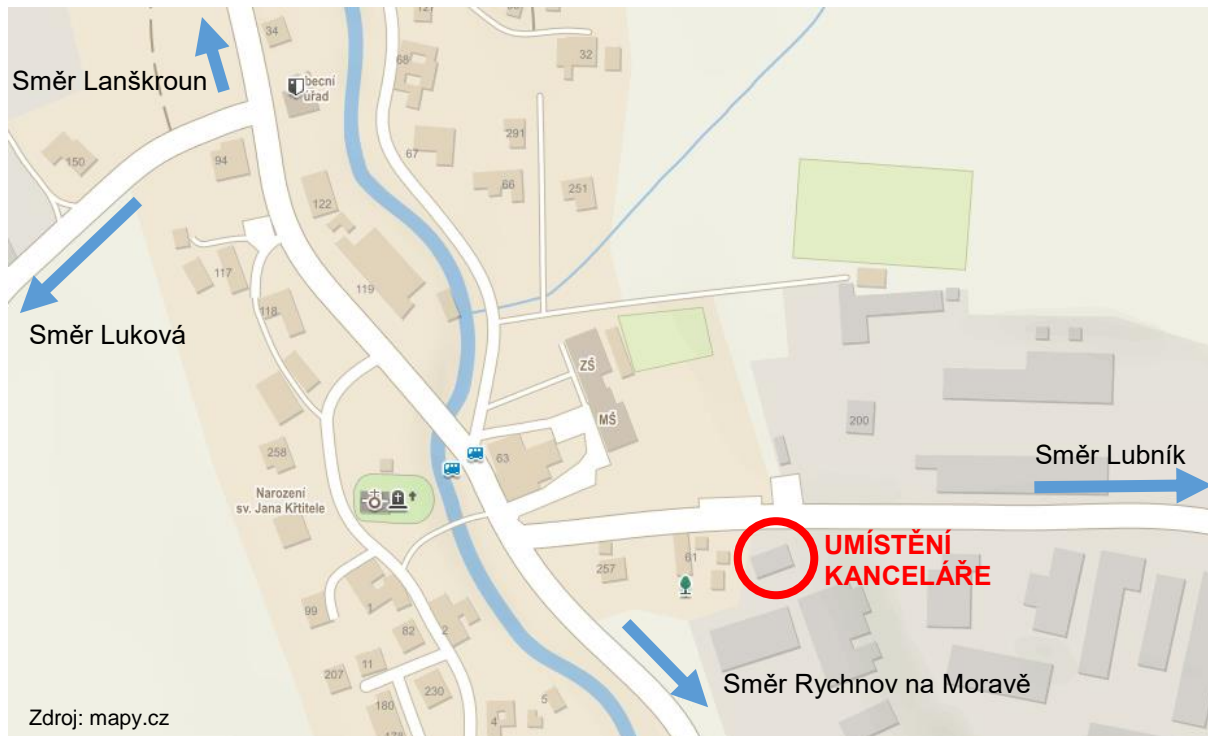 127
34
68
32
Směr Lanškroun
Obecní
úřad
291
67
150
94
66
251
122
117
119
118
Směr Luková
ZŠ
MŠ
200
258
63
Směr Lubník
Narození
sv. Jana Křtitele
UMÍSTĚNÍ
KANCELÁŘE
61
257
99
1
82
2
11
207
230
Směr Rychnov na Moravě
5
180
4
178
Zdroj: mapy.cz